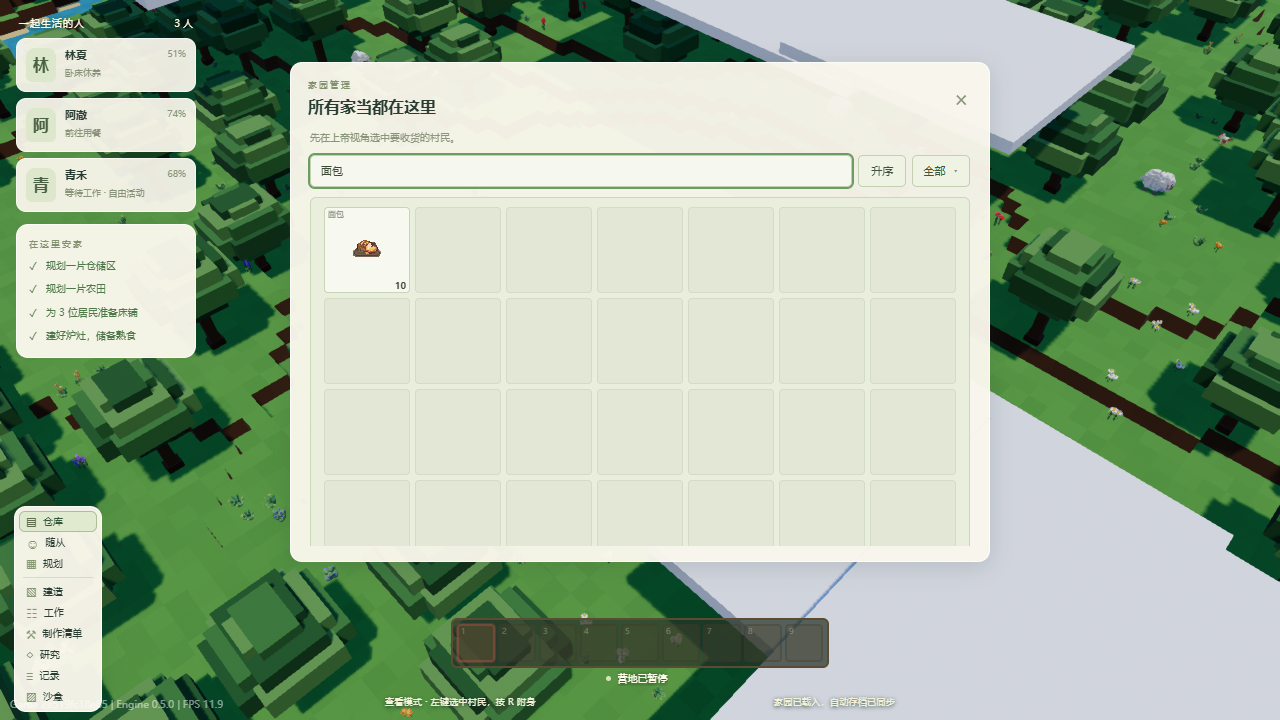 一起生活的人 3 人
林 林夏 51%
卧床休养
阿 阿澈 74%
前往用餐
青 青禾 68%
等待工作 · 自由活动
在这里安家
✓ 规划一片仓储区
✓ 规划一片农田
✓ 为 3 位居民准备床铺
✓ 建好炉灶，储备熟食
家园管理
所有家当都在这里
×
先在上帝视角选中要收货的村民。
面包
升序
全部
面包
10
仓库
随从
规划
建造
工作
制作清单
研究
记录
沙盒
| Engine 0.5.0 | FPS 11.9
1 2 3 4 5 6 7 8 9
营地已暂停
查看模式 · 左键选中村民，按 R 附身
家园已载入，自动存档已同步